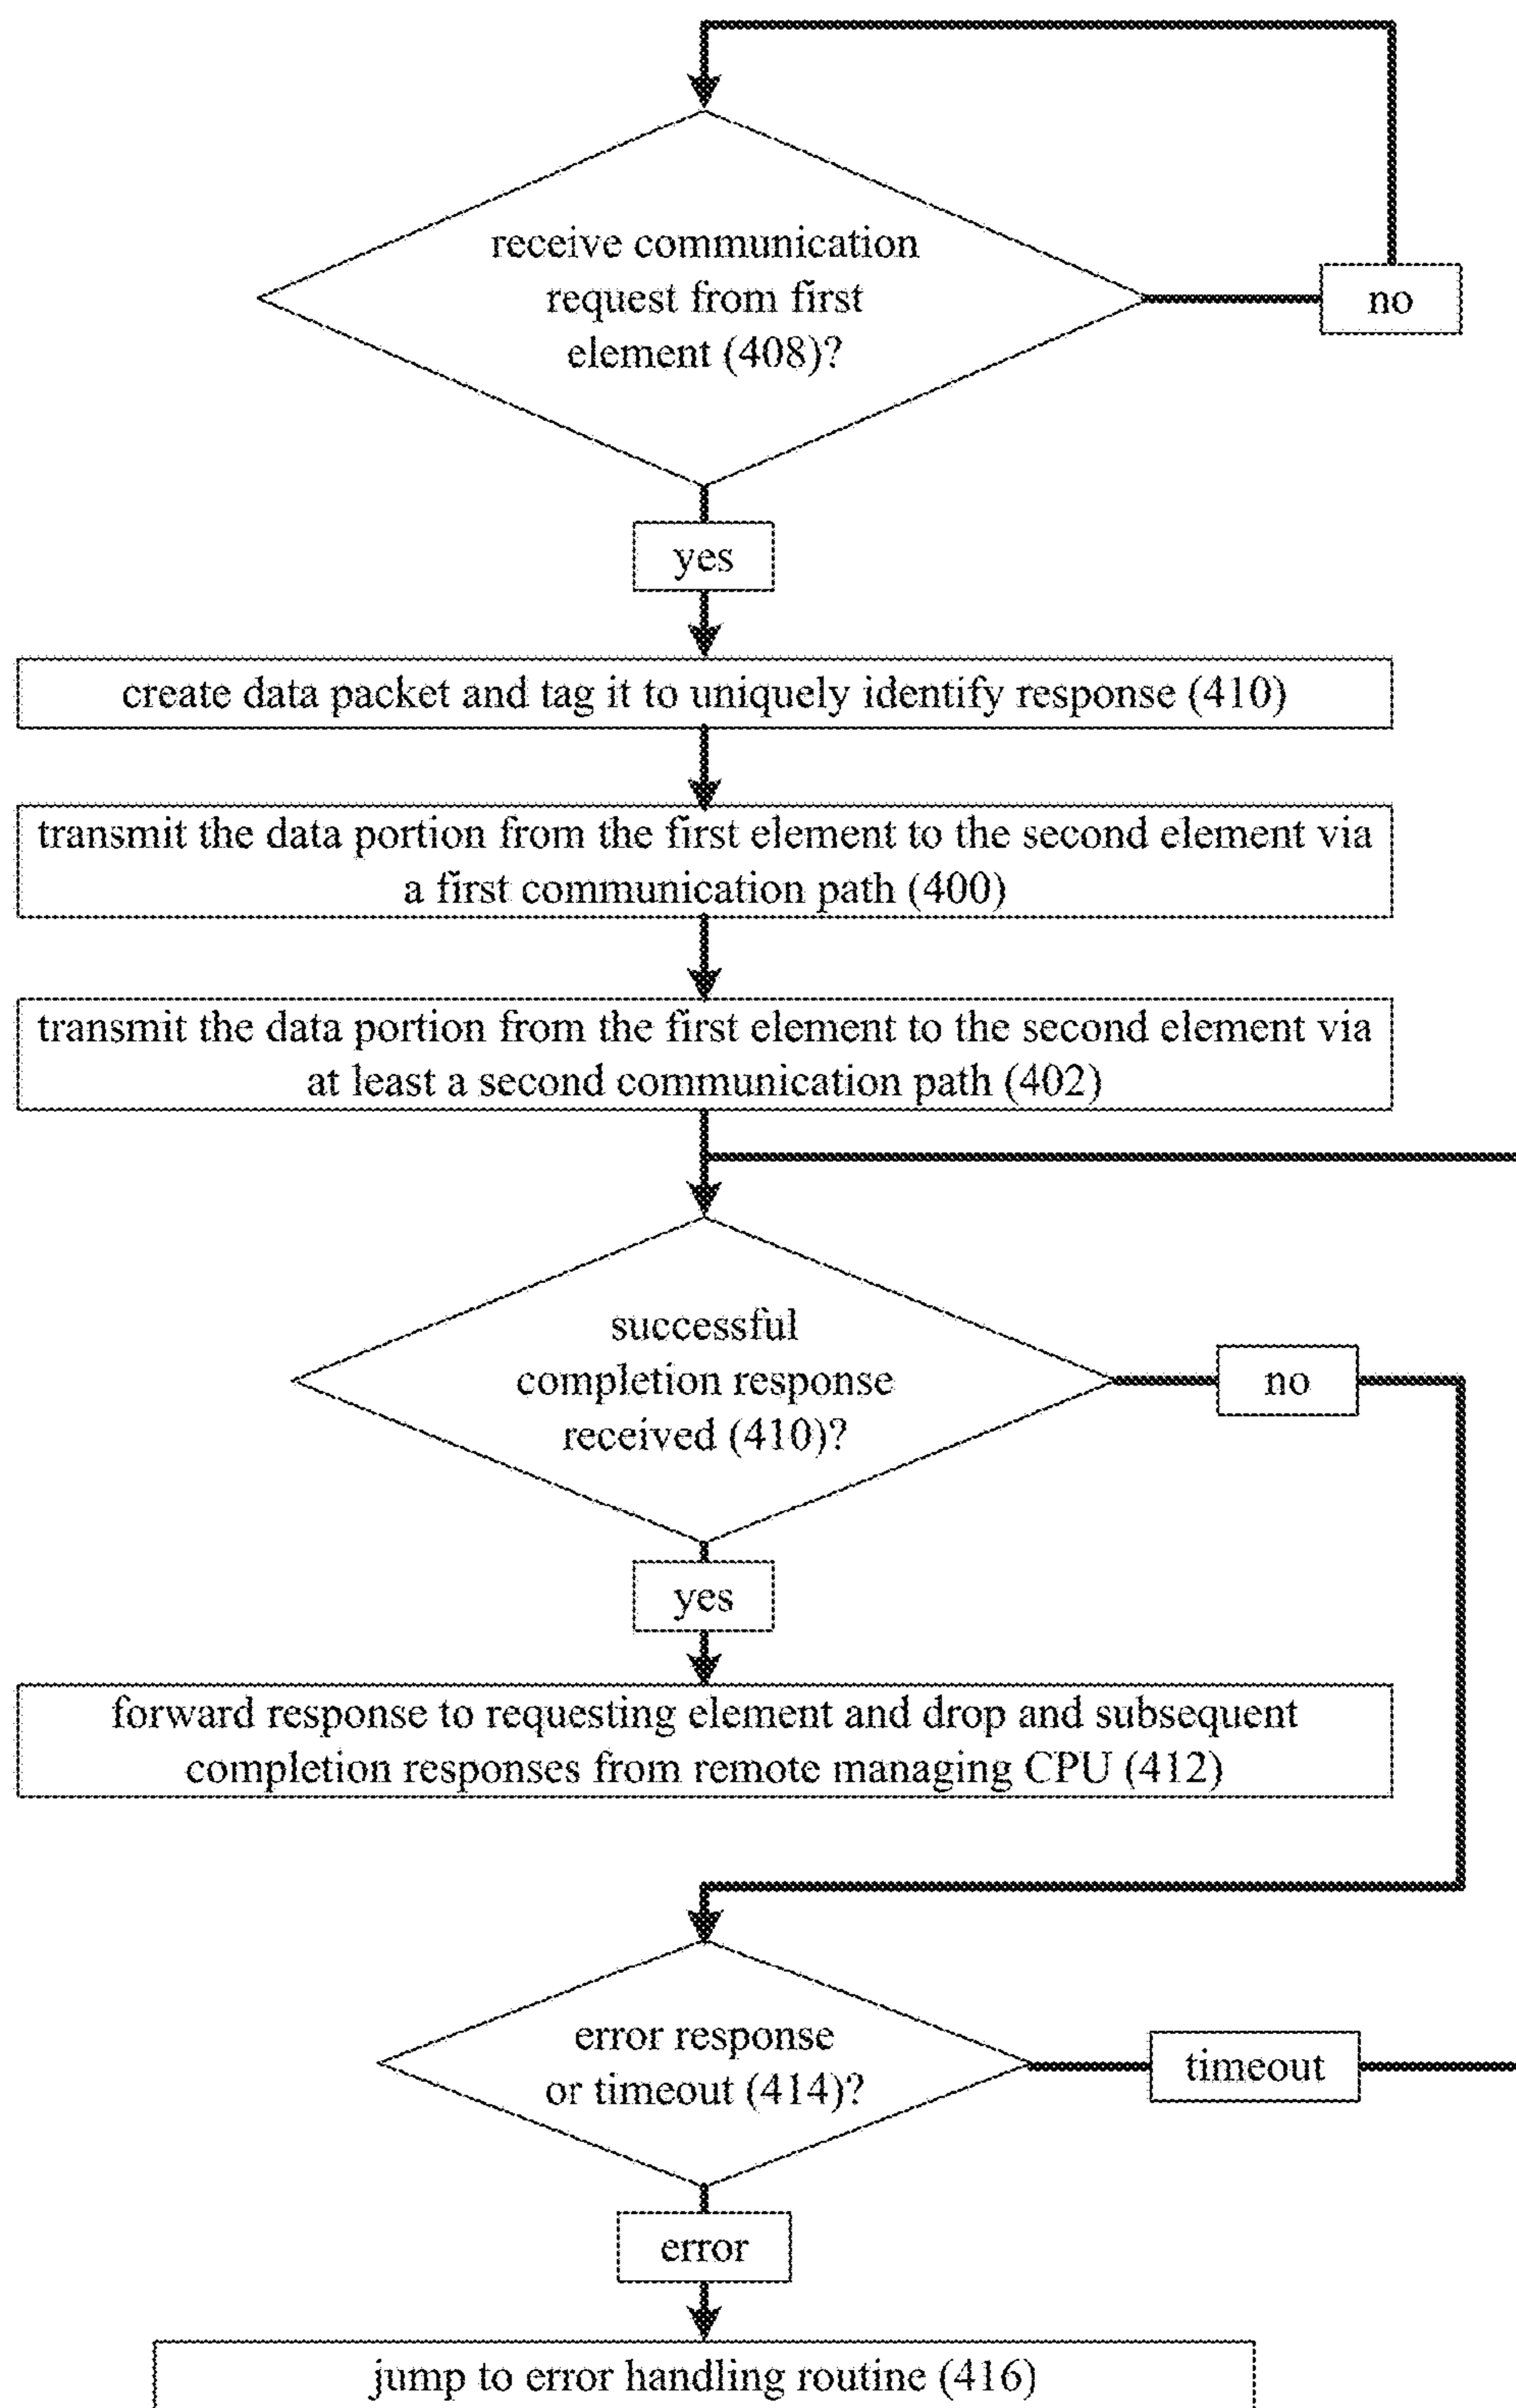 receive communication
request from first
element (408)?
no
yes
create data packet and tag it to uniquely identify response (410)
transmit the data portion from the first element to the second element via
a first communication path (400)
transmit the data portion from the first element to the second element via
at least a second communication path (402)
successful
completion response
received (410)?
no
yes
forward response to requesting element and drop and subsequent
completion responses from remote managing CPU (412)
error response
or timeout (414)?
timeout
error
jump to error handling routine (416)